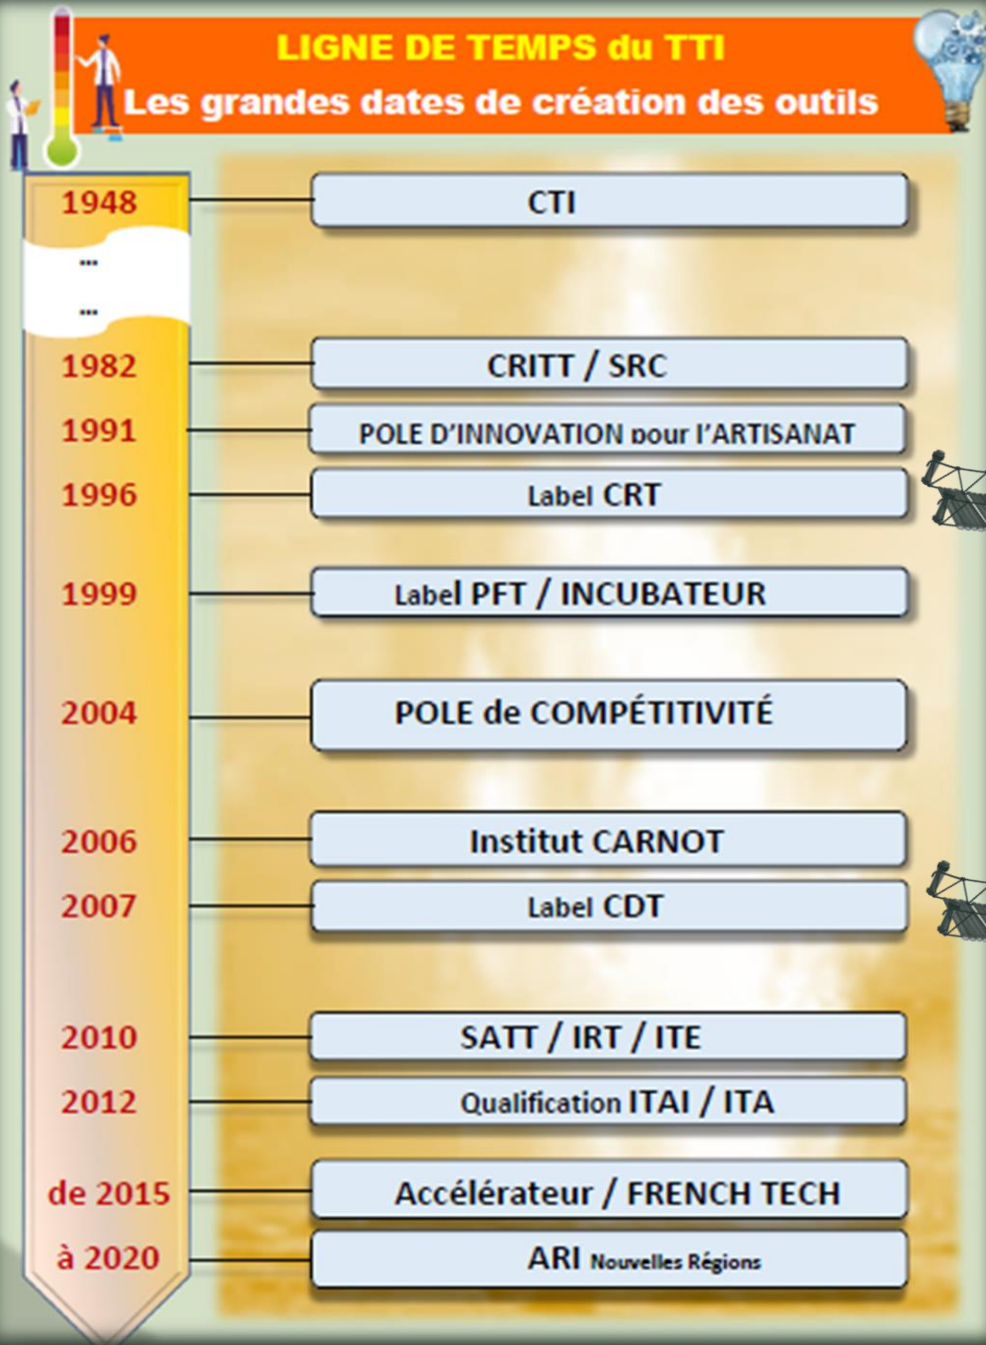 LIGNE DE TEMPS du TTI
Les grandes dates de création des outils
1948 CTI
...
...
1982 CRITT / SRC
1991 POLE D'INNOVATION pour l'ARTISANAT
1996 Label CRT
1999 Label PFT / INCUBATEUR
2004 POLE de COMPÉTITIVITÉ
2006 Institut CARNOT
2007 Label CDT
2010 SATT / IRT / ITE
2012 Qualification ITAI / ITA
de 2015 Accélérateur / FRENCH TECH
à 2020 ARI Nouvelles Régions